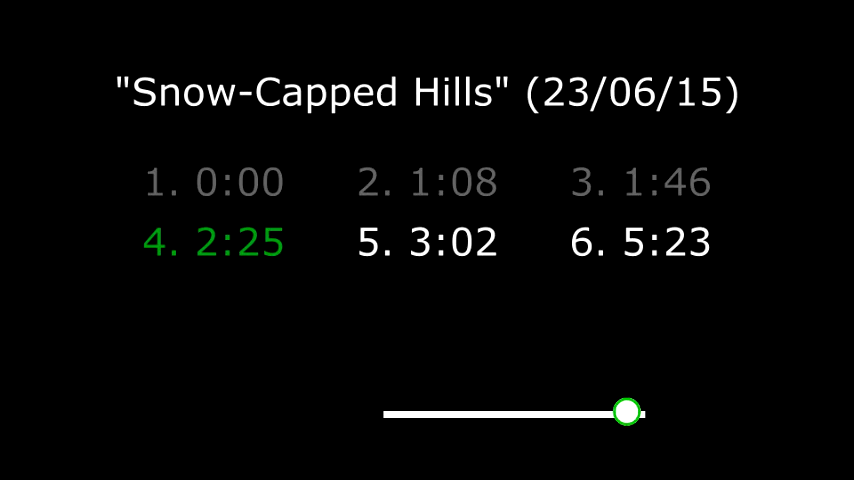 "Snow-Capped Hills" (23/06/15)
1. 0:00 2. 1:08 3. 1:46
4. 2:25 5. 3:02 6. 5:23